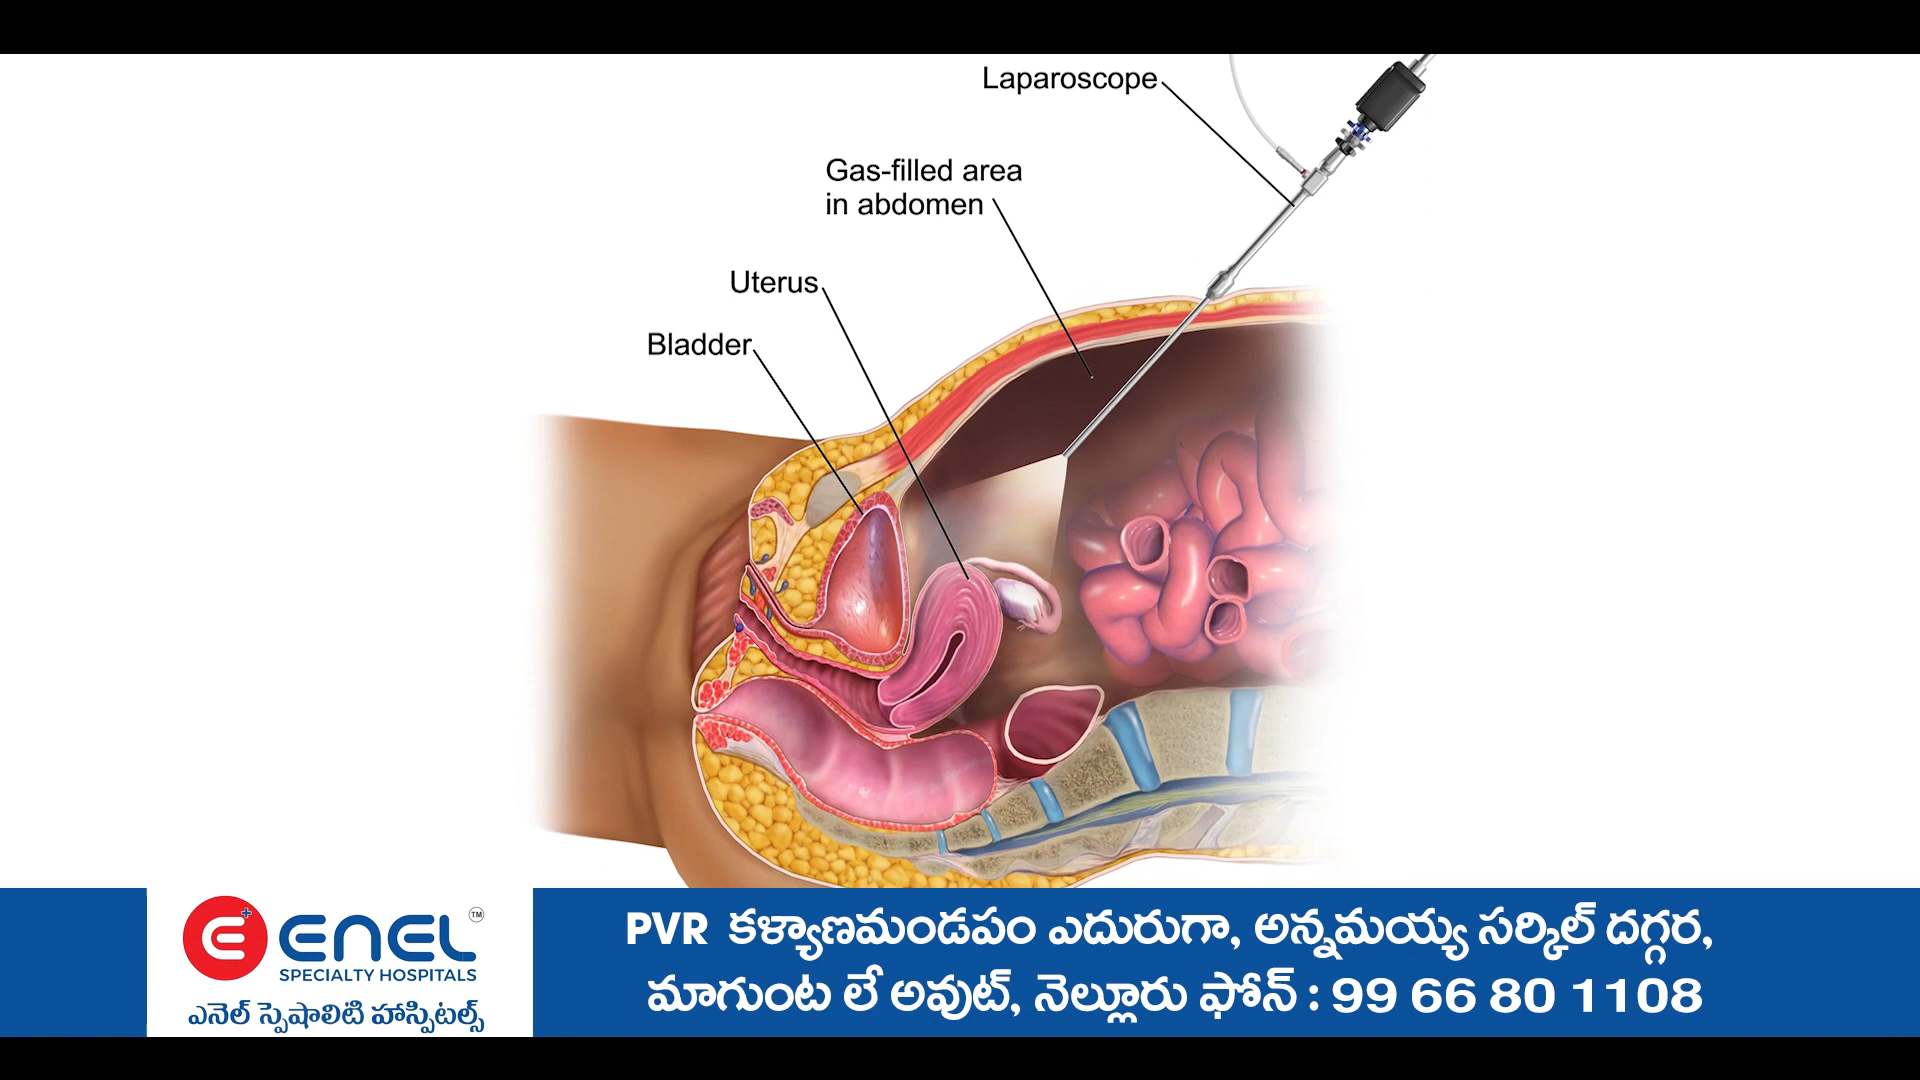 Laparoscope
Gas-filled area
in abdomen
Uterus
Bladder
ENEL TM
SPECIALTY HOSPITALS
ఎనెల్ స్పెషాలిటి హాస్పిటల్స్
PVR కళ్యాణమండపం ఎదురుగా, అన్నమయ్య సర్కిల్ దగ్గర,
మాగుంట లే అవుట్, నెల్లూరు ఫోన్ : 99 66 80 1108